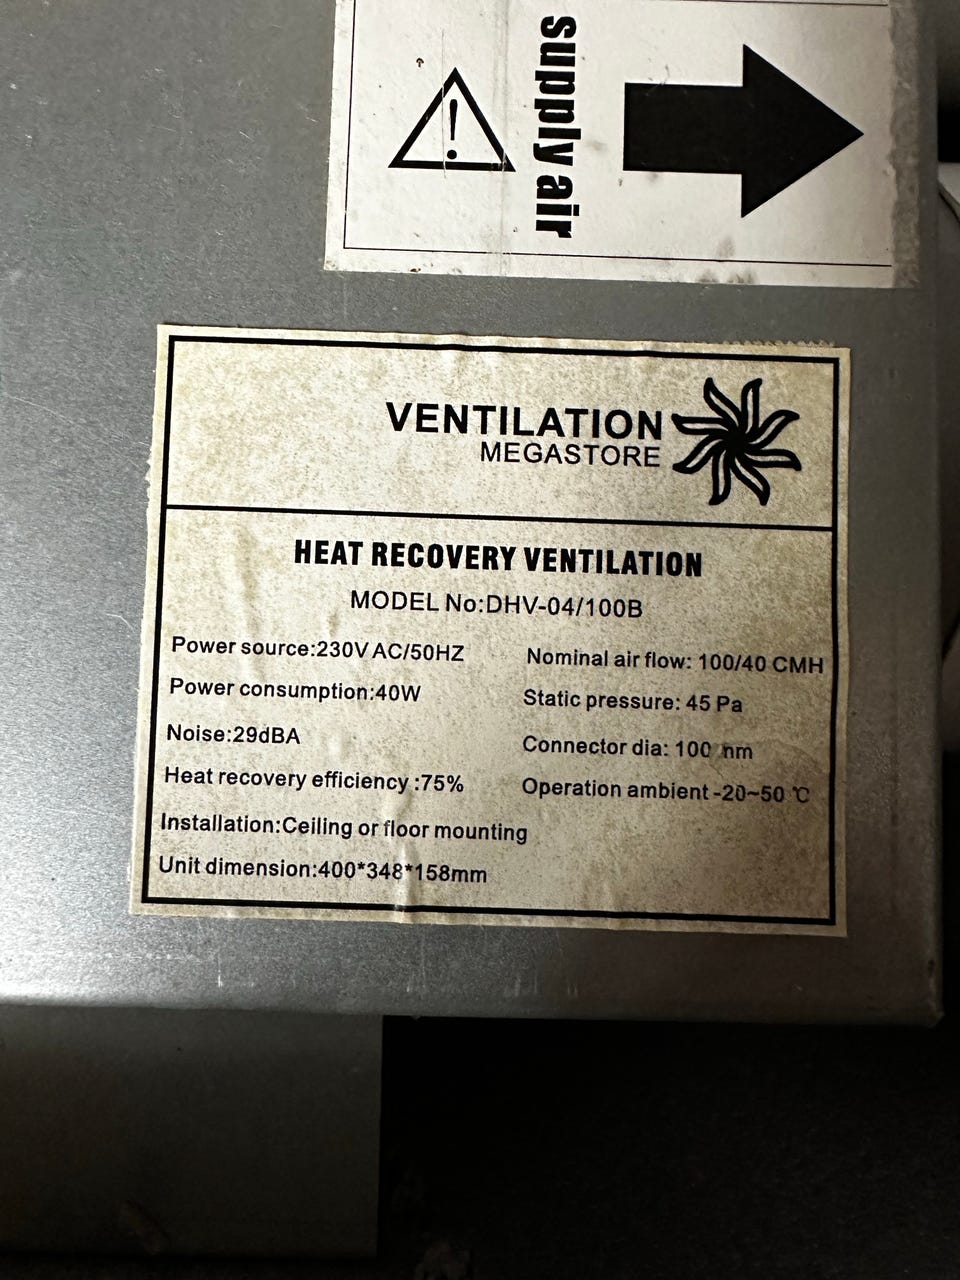 supply air
VENTILATION
MEGASTORE
HEAT RECOVERY VENTILATION
MODEL No:DHV-04/100B
Power source:230V AC/50HZ
Nominal air flow: 100/40 CMH
Power consumption:40W
Static pressure: 45 Pa
Noise:29dBA
Connector dia: 100 mm
Heat recovery efficiency :75%
Operation ambient -20~50 ℃
Installation:Ceiling or floor mounting
Unit dimension:400*348*158mm